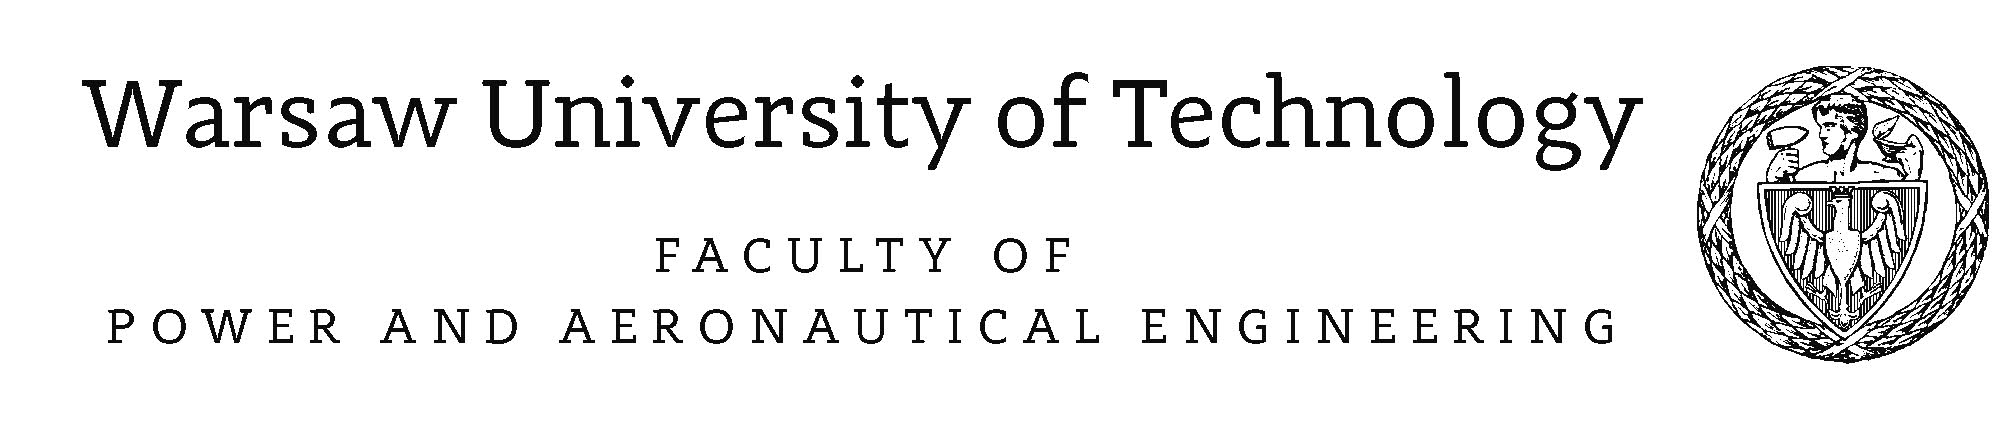 Warsaw University of Technology
FACULTY OF
POWER AND AERONAUTICAL ENGINEERING